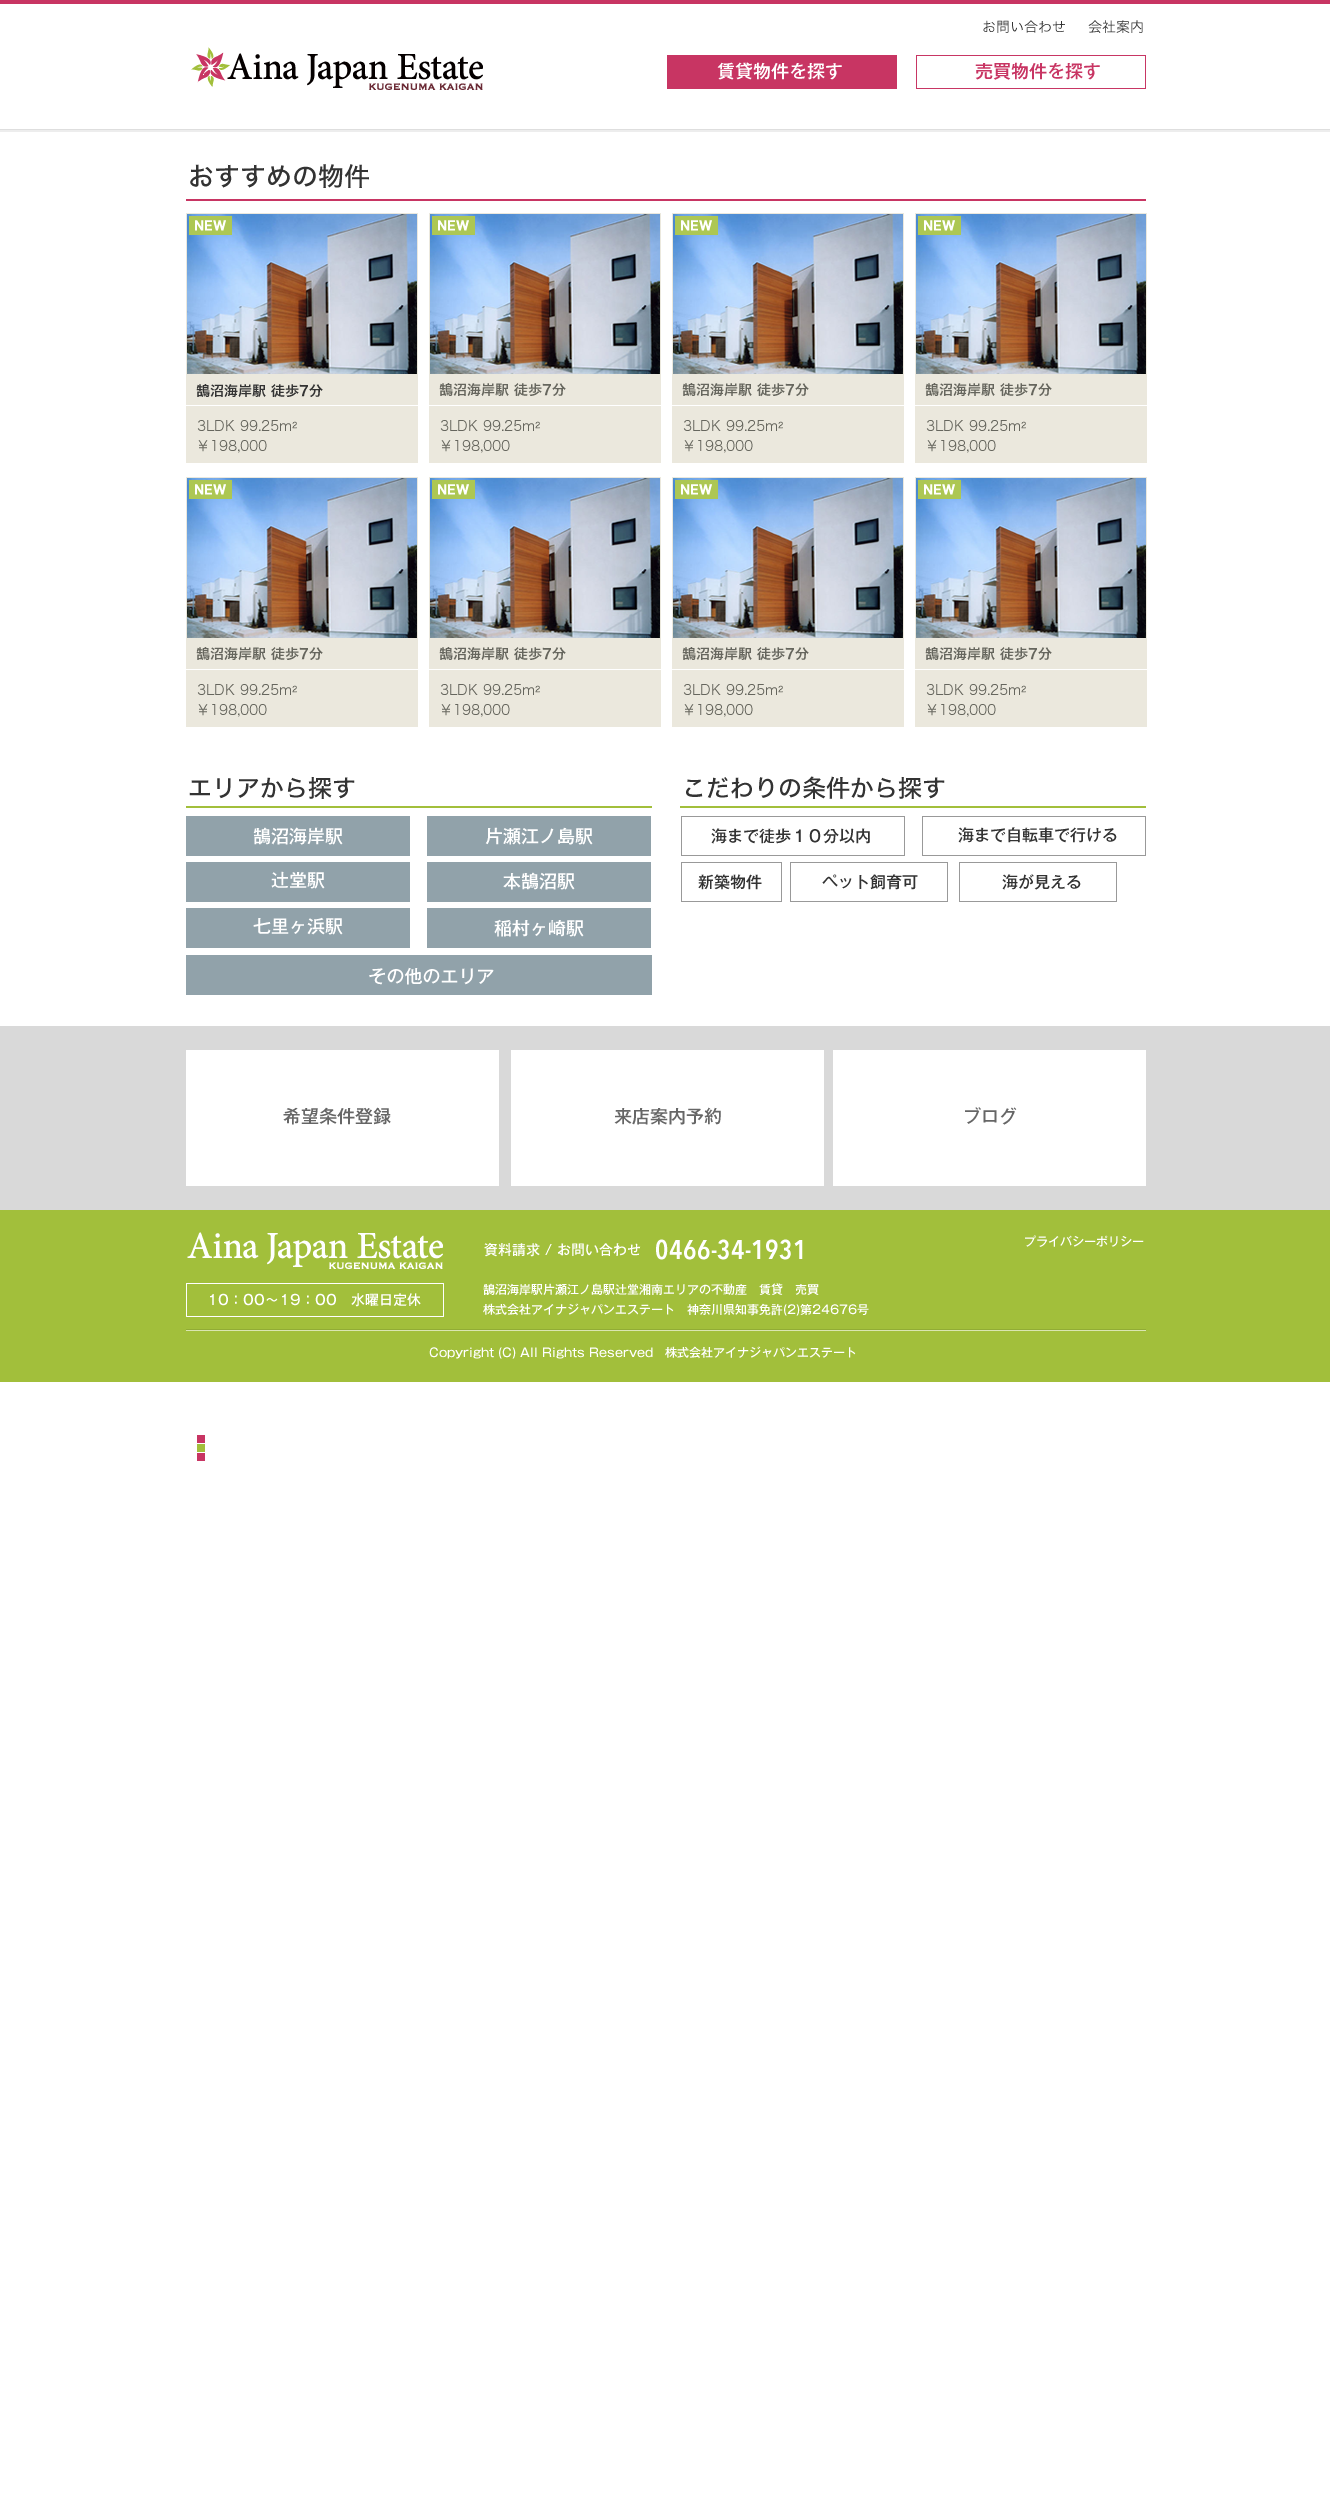 お問い合わせ 会社案内
Aina Japan Estate
KUGENUMA KAIGAN
賃貸物件を探す 売買物件を探す
おすすめの物件
NEW NEW NEW NEW
鵠沼海岸駅 徒歩7分 鵠沼海岸駅 徒歩7分 鵠沼海岸駅 徒歩7分 鵠沼海岸駅 徒歩7分
3LDK 99.25m² 3LDK 99.25m² 3LDK 99.25m² 3LDK 99.25m²
￥198,000 ￥198,000 ￥198,000 ￥198,000
NEW NEW NEW NEW
鵠沼海岸駅 徒歩7分 鵠沼海岸駅 徒歩7分 鵠沼海岸駅 徒歩7分 鵠沼海岸駅 徒歩7分
3LDK 99.25m² 3LDK 99.25m² 3LDK 99.25m² 3LDK 99.25m²
￥198,000 ￥198,000 ￥198,000 ￥198,000
エリアから探す
鵠沼海岸駅 片瀬江ノ島駅
辻堂駅 本鵠沼駅
七里ヶ浜駅 稲村ヶ崎駅
その他のエリア
こだわりの条件から探す
海まで徒歩１０分以内 海まで自転車で行ける
新築物件 ペット飼育可 海が見える
希望条件登録 来店案内予約 ブログ
Aina Japan Estate
KUGENUMA KAIGAN
10：00〜19：00　水曜日定休
資料請求 / お問い合わせ 0466-34-1931
鵠沼海岸駅片瀬江ノ島駅辻堂湘南エリアの不動産　賃貸　売買
株式会社アイナジャパンエステート　神奈川県知事免許(2)第24676号
プライバシーポリシー
Copyright (C) All Rights Reserved　株式会社アイナジャパンエステート